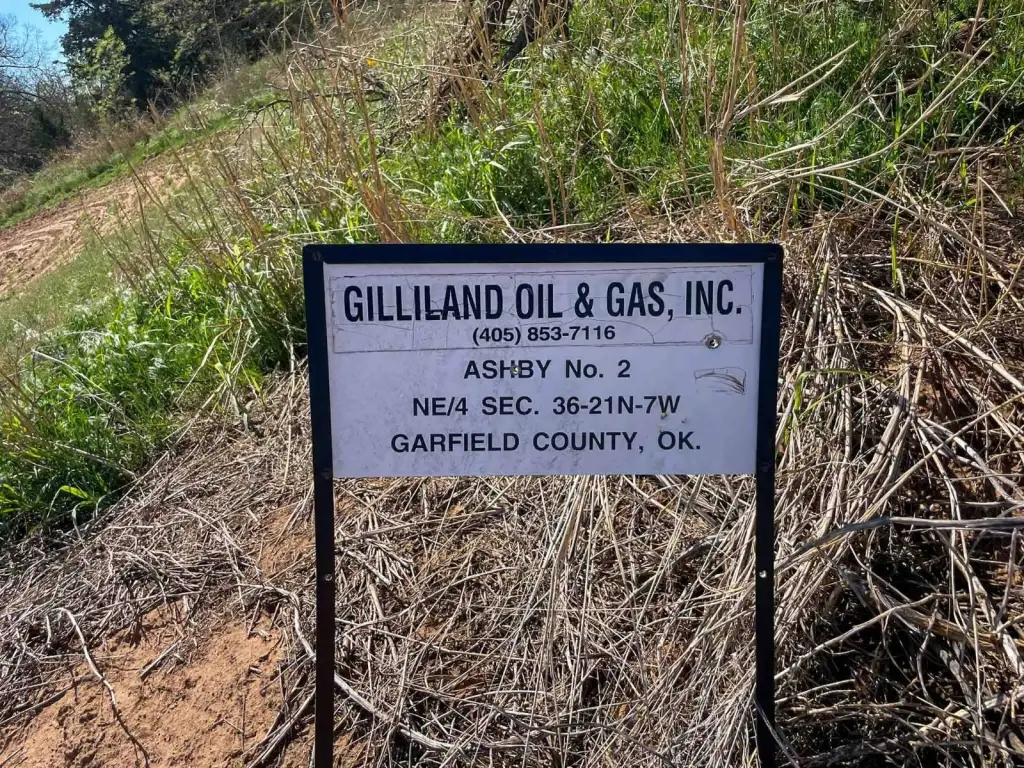 GILLILAND OIL & GAS, INC.
(405) 853-7116
ASHBY No. 2
NE/4 SEC. 36-21N-7W
GARFIELD COUNTY, OK.